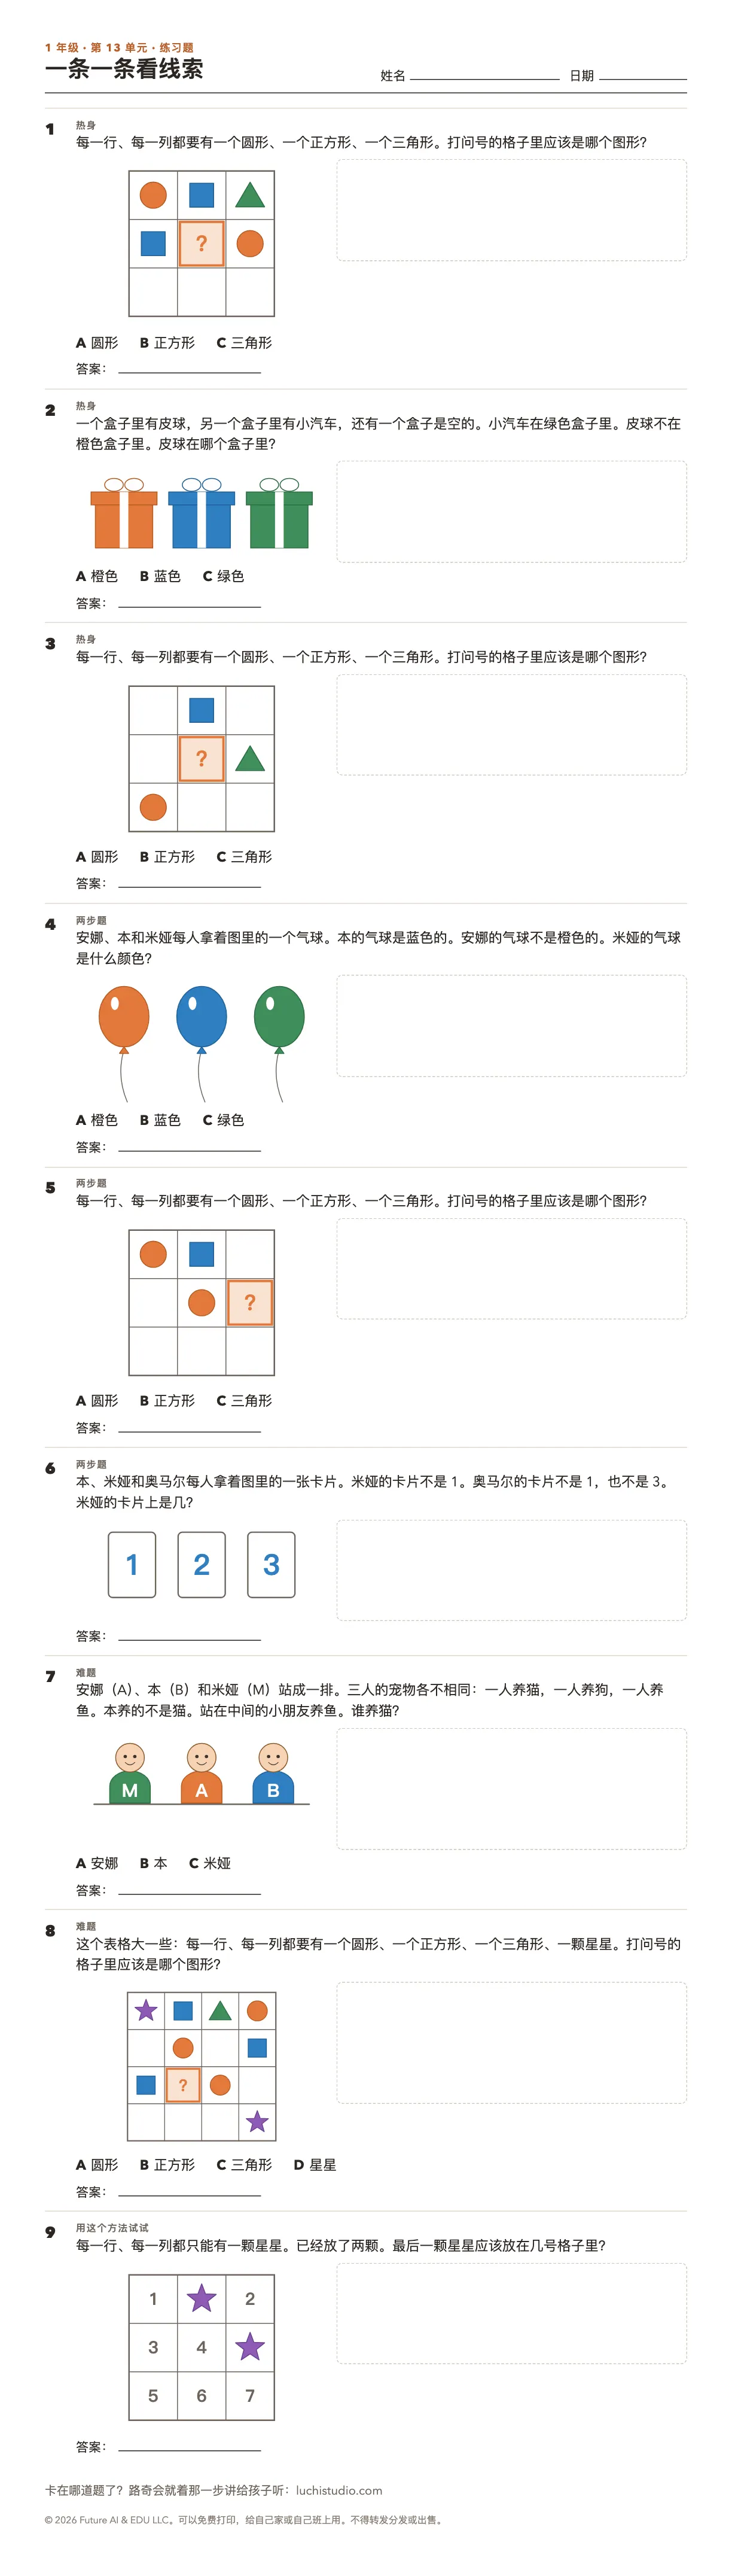 1 年级 · 第 13 单元 · 练习题
一条一条看线索
姓名 日期
1 热身
每一行、每一列都要有一个圆形、一个正方形、一个三角形。打问号的格子里应该是哪个图形？
?
A 圆形 B 正方形 C 三角形
答案：
2 热身
一个盒子里有皮球，另一个盒子里有小汽车，还有一个盒子是空的。小汽车在绿色盒子里。皮球不在
橙色盒子里。皮球在哪个盒子里？
A 橙色 B 蓝色 C 绿色
答案：
3 热身
每一行、每一列都要有一个圆形、一个正方形、一个三角形。打问号的格子里应该是哪个图形？
?
A 圆形 B 正方形 C 三角形
答案：
4 两步题
安娜、本和米娅每人拿着图里的一个气球。本的气球是蓝色的。安娜的气球不是橙色的。米娅的气球
是什么颜色？
A 橙色 B 蓝色 C 绿色
答案：
5 两步题
每一行、每一列都要有一个圆形、一个正方形、一个三角形。打问号的格子里应该是哪个图形？
?
A 圆形 B 正方形 C 三角形
答案：
6 两步题
本、米娅和奥马尔每人拿着图里的一张卡片。米娅的卡片不是 1。奥马尔的卡片不是 1，也不是 3。
米娅的卡片上是几？
1 2 3
答案：
7 难题
安娜（A）、本（B）和米娅（M）站成一排。三人的宠物各不相同：一人养猫，一人养狗，一人养
鱼。本养的不是猫。站在中间的小朋友养鱼。谁养猫？
M A B
A 安娜 B 本 C 米娅
答案：
8 难题
这个表格大一些：每一行、每一列都要有一个圆形、一个正方形、一个三角形、一颗星星。打问号的
格子里应该是哪个图形？
?
A 圆形 B 正方形 C 三角形 D 星星
答案：
9 用这个方法试试
每一行、每一列都只能有一颗星星。已经放了两颗。最后一颗星星应该放在几号格子里？
1 2
3 4
5 6 7
答案：
卡在哪道题了？路奇会就着那一步讲给孩子听：luchistudio.com
© 2026 Future AI & EDU LLC。可以免费打印，给自己家或自己班上用。不得转发分发或出售。